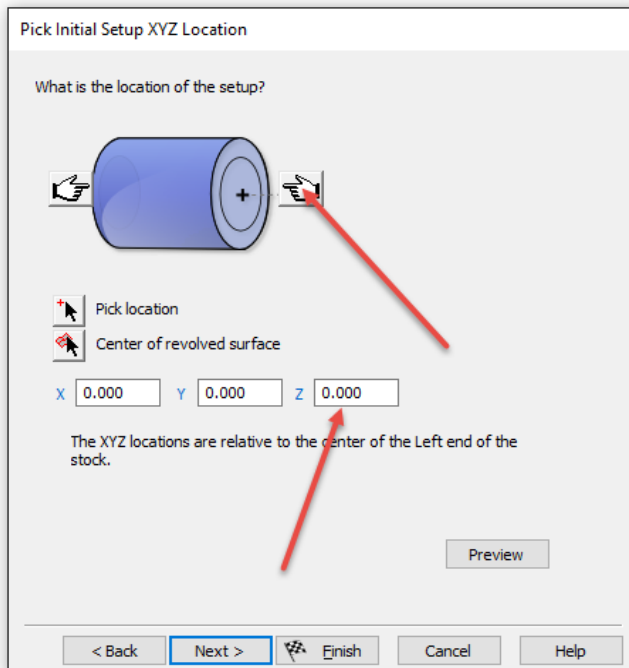 Pick Initial Setup XYZ Location
What is the location of the setup?
Pick location
Center of revolved surface
X 0.000 Y 0.000 Z 0.000
The XYZ locations are relative to the center of the Left end of the
stock.
Preview
< Back Next > Finish Cancel Help